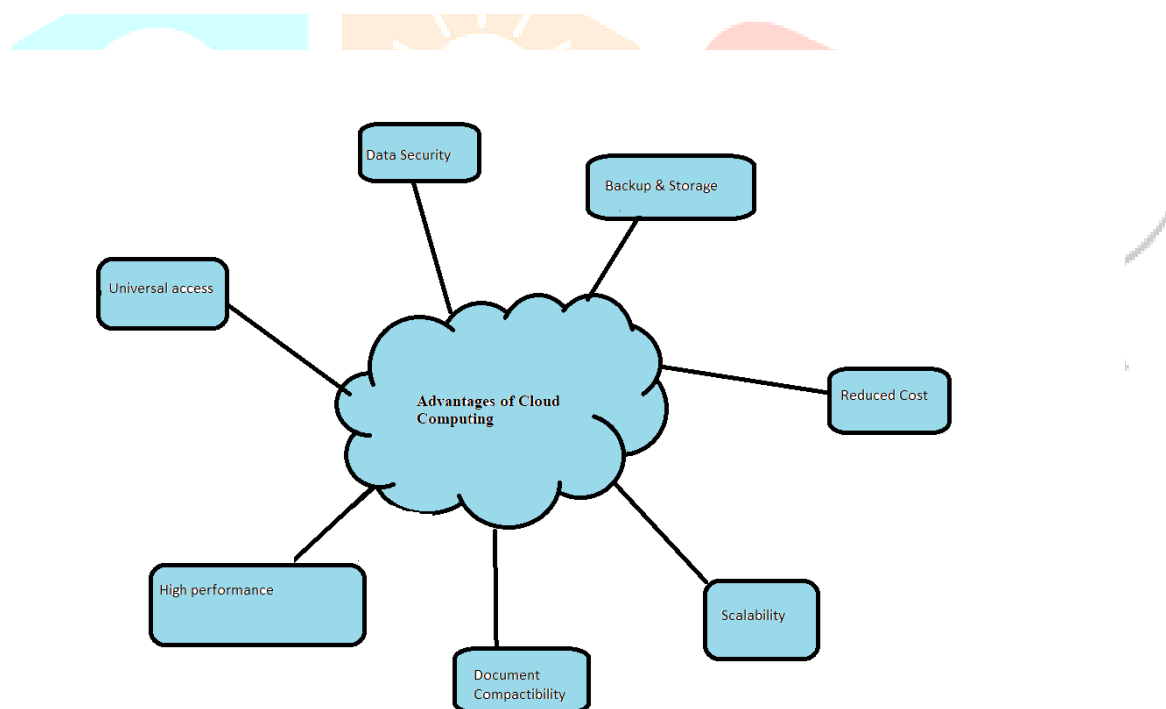 Data Security
Backup & Storage
Universal access
Advantages of Cloud
Computing
Reduced Cost
High performance
Scalability
Document
Compactibility